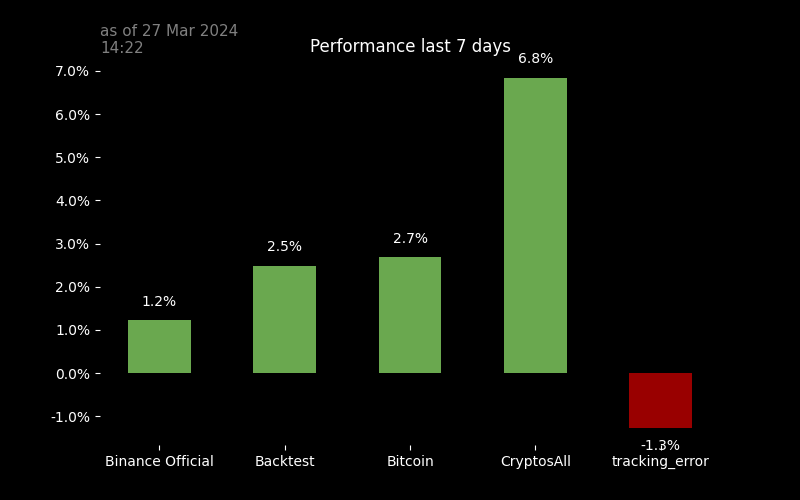 as of 27 Mar 2024
14:22
Performance last 7 days
7.0%
6.0%
5.0%
4.0%
3.0%
2.0%
1.0%
0.0%
-1.0%
1.2%
2.5%
2.7%
6.8%
-1.3%
Binance Official
Backtest
Bitcoin
CryptosAll
tracking_error